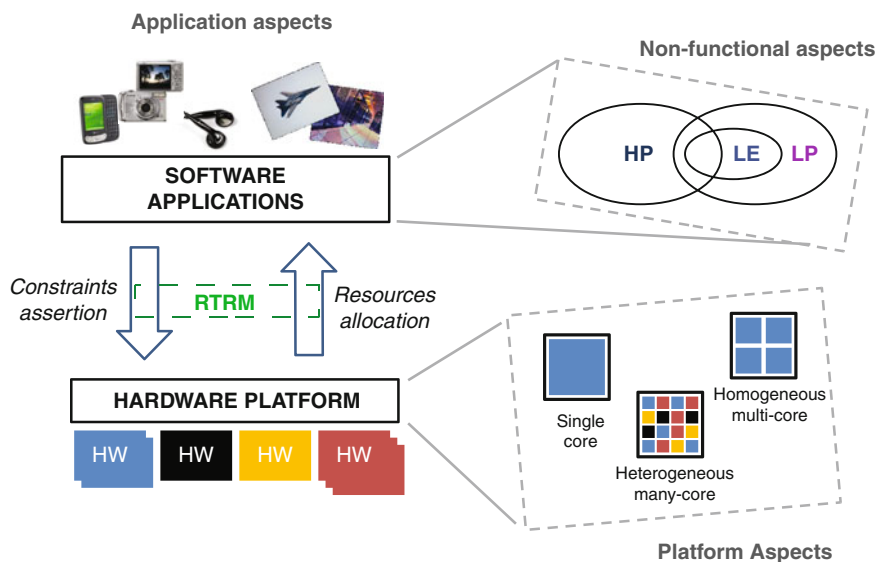 Application aspects
Non-functional aspects
HP
LE
LP
SOFTWARE
APPLICATIONS
Constraints
assertion
RTRM
Resources
allocation
HARDWARE PLATFORM
HW
HW
HW
HW
Single
core
Homogeneous
multi-core
Heterogeneous
many-core
Platform Aspects